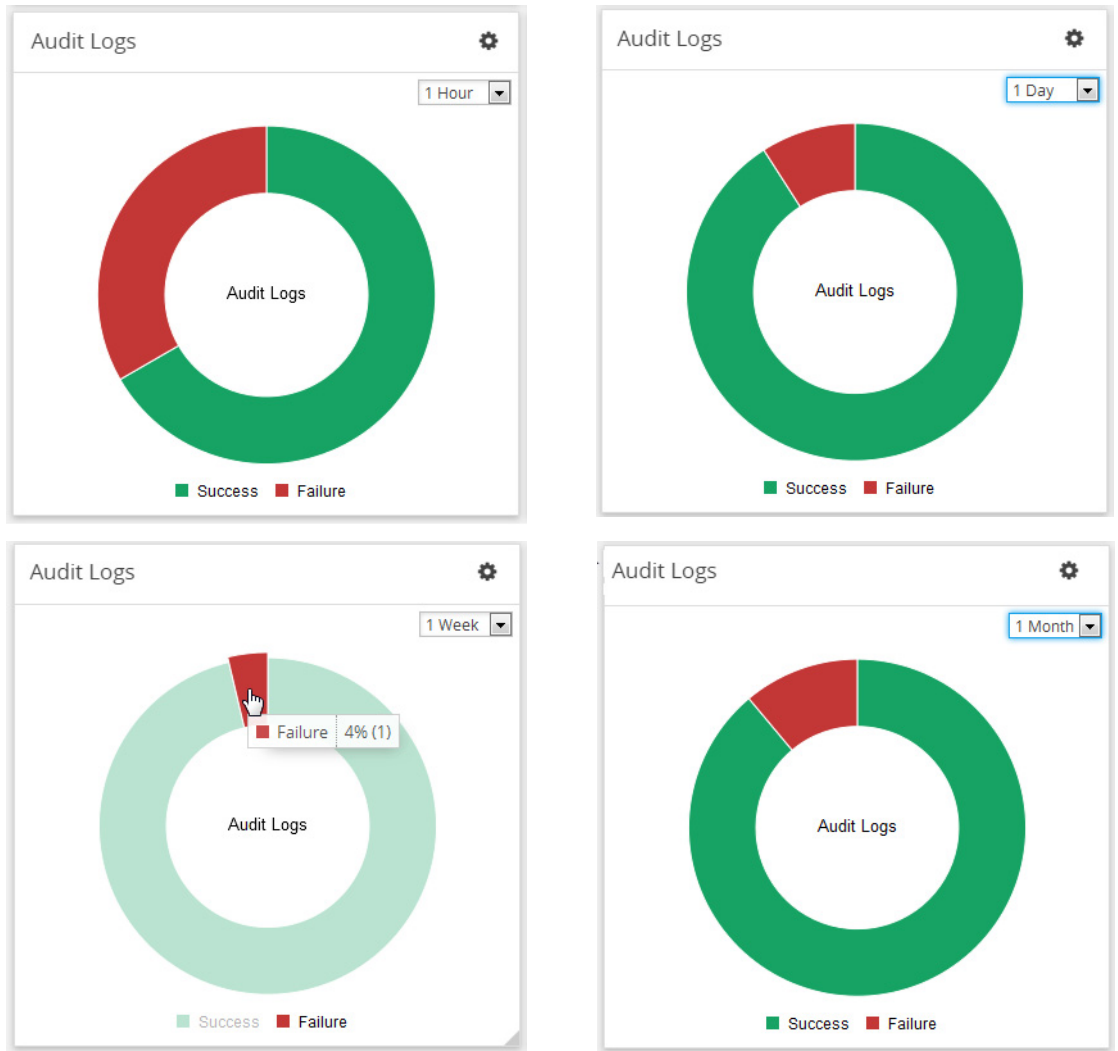 Audit Logs
1 Hour
Audit Logs
Success Failure
Audit Logs
1 Day
Audit Logs
Success Failure
Audit Logs
1 Week
Failure 4% (1)
Audit Logs
Success Failure
Audit Logs
1 Month
Audit Logs
Success Failure